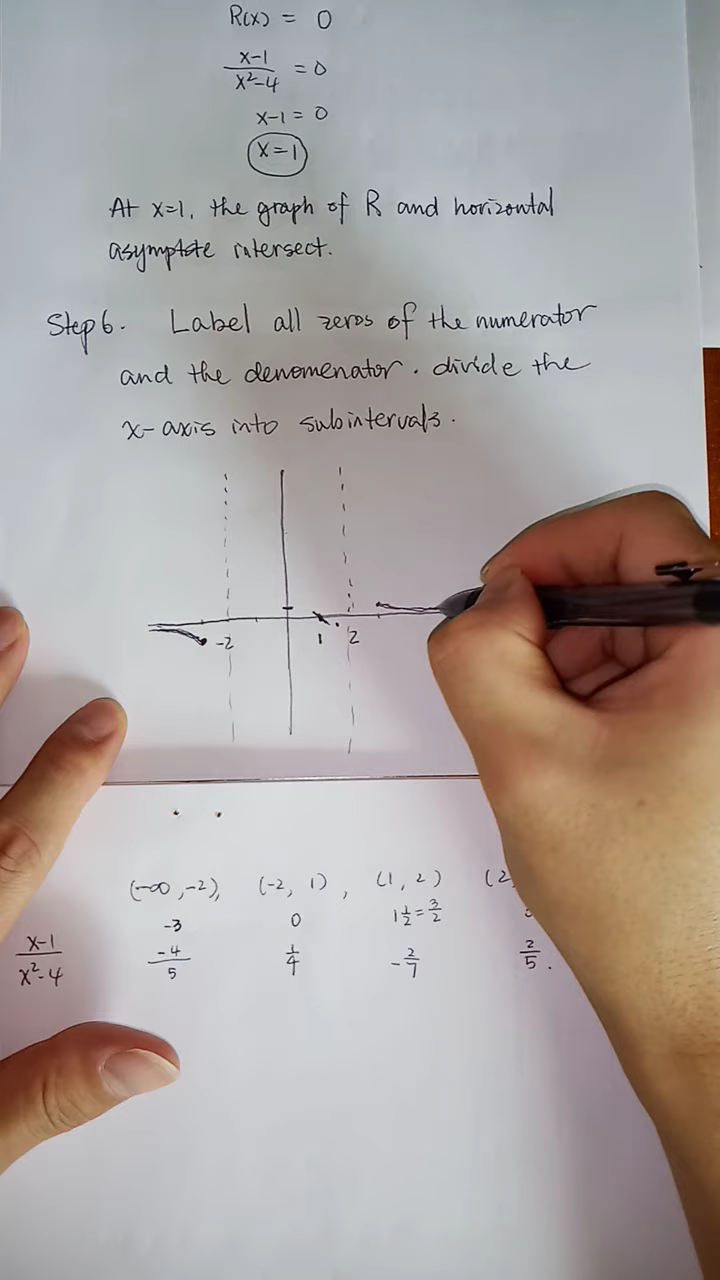 R(x) = 0
x-1/x²-4 = 0
x-1 = 0
x=1
At x=1, the graph of R and horizontal
asymptote intersect.
Step 6. Label all zeros of the numerator
and the denomenator. divide the
x-axis into subintervals.
-2 1 2
(-∞,-2), (-2, 1), (1, 2) (2
-3 0 1½=3/2
x-1/x²-4 -4/5 1/4 -2/7 2/5.